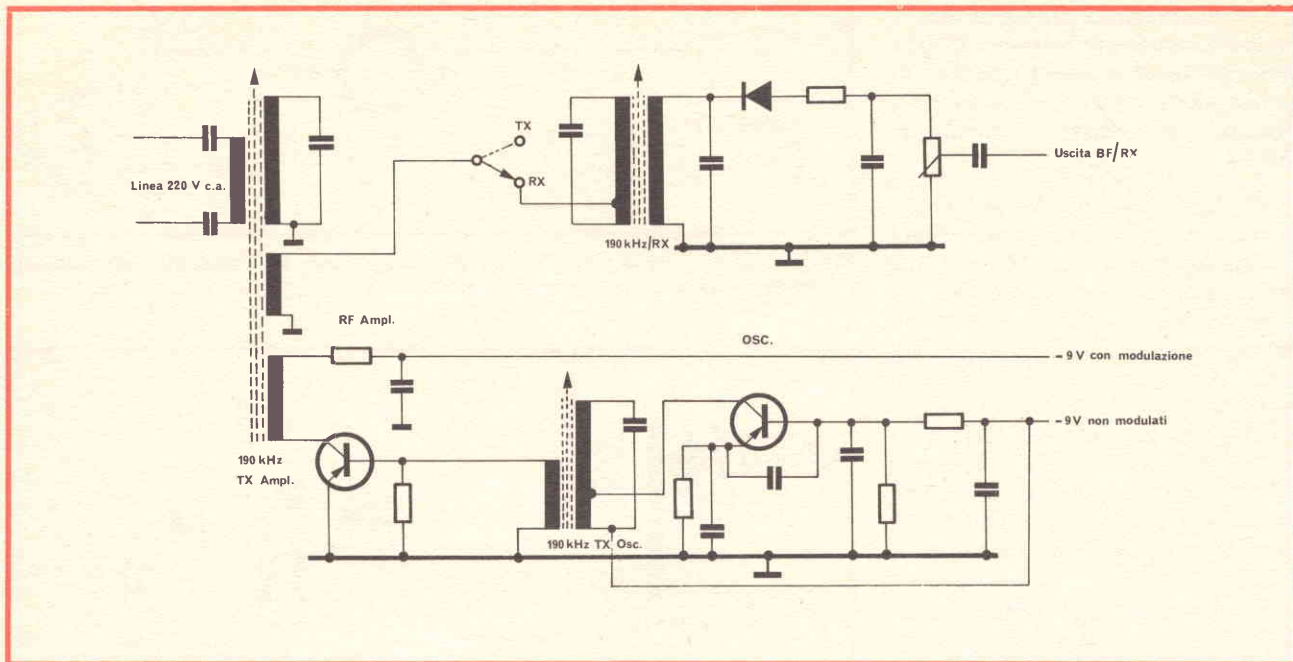 TX
Linea 220 V c.a.
RX
Uscita BF/RX
190 kHz/RX
RF Ampl.
OSC.
- 9 V con modulazione
- 9V non modulati
190 kHz
TX Ampl.
190 kHz TX Osc.